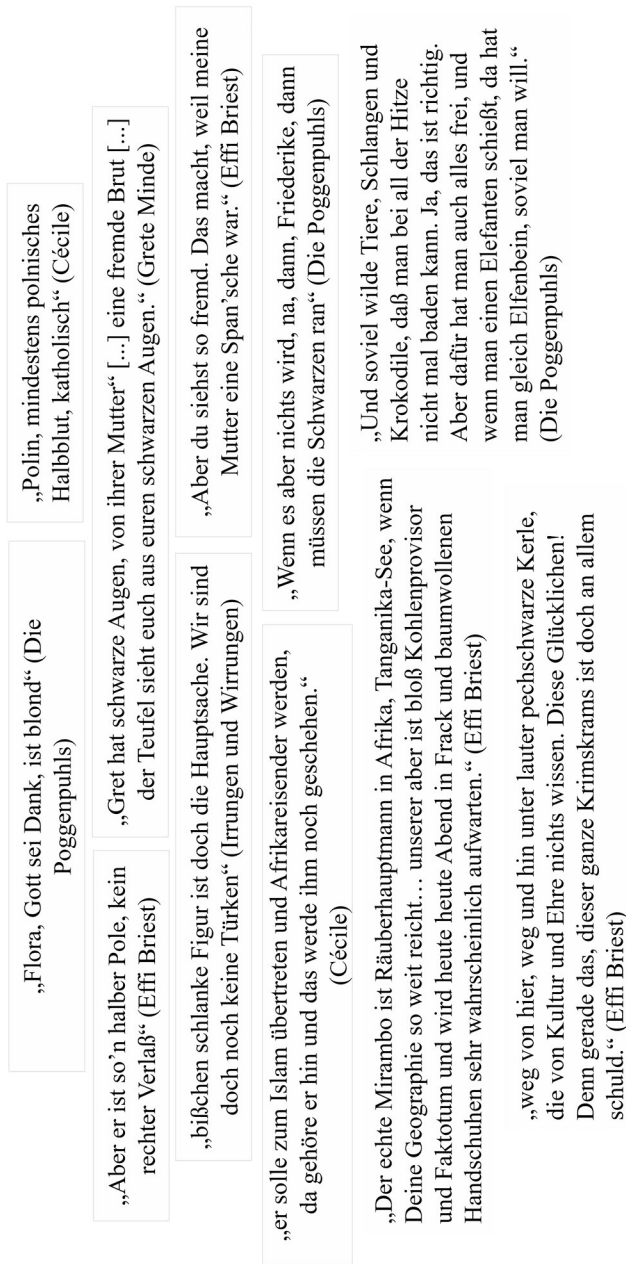 „Flora, Gott sei Dank, ist blond“ (Die
Poggenpuhls)
„Polin, mindestens polnisches
Halbblut, katholisch“ (Cécile)
„Aber er ist so’n halber Pole, kein
rechter Verlaß“ (Effi Briest)
„Gret hat schwarze Augen, von ihrer Mutter“ [...] eine fremde Brut [...]
der Teufel sieht euch aus euren schwarzen Augen.“ (Grete Minde)
„bißchen schlanke Figur ist doch die Hauptsache. Wir sind
doch noch keine Türken“ (Irrungen und Wirrungen)
„Aber du siehst so fremd. Das macht, weil meine
Mutter eine Span’sche war.“ (Effi Briest)
„er solle zum Islam übertreten und Afrikareisender werden,
da gehöre er hin und das werde ihm noch geschehen.“
(Cécile)
„Wenn es aber nichts wird, na, dann, Friederike, dann
müssen die Schwarzen ran“ (Die Poggenpuhls)
„Der echte Mirambo ist Räuberhauptmann in Afrika, Tanganika-See, wenn
Deine Geographie so weit reicht… unserer aber ist bloß Kohlenprovisor
und Faktotum und wird heute heute Abend in Frack und baumwollenen
Handschuhen sehr wahrscheinlich aufwarten.“ (Effi Briest)
„Und soviel wilde Tiere, Schlangen und
Krokodile, daß man bei all der Hitze
nicht mal baden kann. Ja, das ist richtig.
Aber dafür hat man auch alles frei, und
wenn man einen Elefanten schießt, da hat
man gleich Elfenbein, soviel man will.“
(Die Poggenpuhls)
„weg von hier, weg und hin unter lauter pechschwarze Kerle,
die von Kultur und Ehre nichts wissen. Diese Glücklichen!
Denn gerade das, dieser ganze Krimskrams ist doch an allem
schuld.“ (Effi Briest)